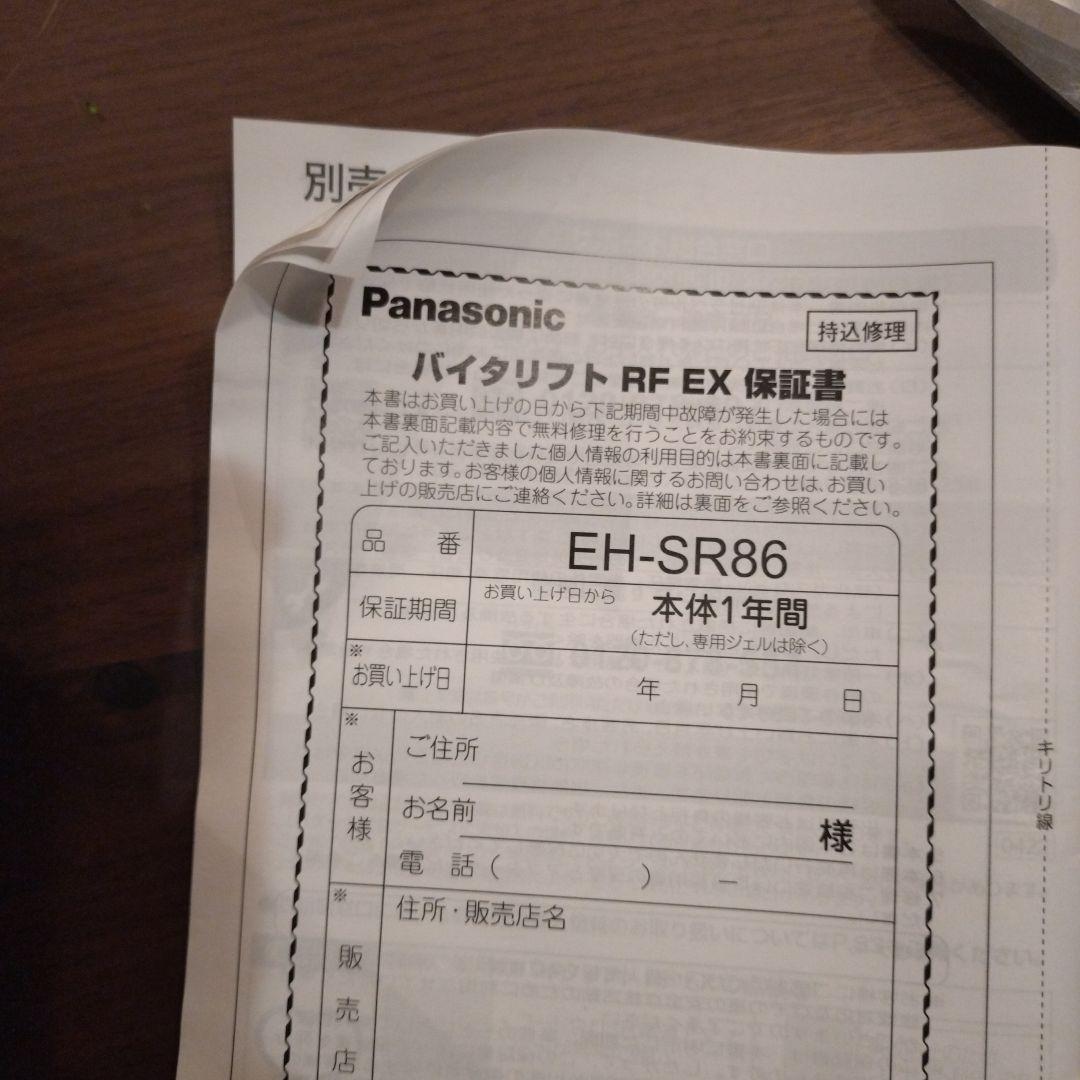 別売
Panasonic
持込修理
バイタリフト RF EX 保証書
本書はお買い上げの日から下記期間中故障が発生した場合には
本書裏面記載内容で無料修理を行うことをお約束するものです。
ご記入いただきました個人情報の利用目的は本書裏面に記載し
ております。お客様の個人情報に関するお問い合わせは、お買い
上げの販売店にご連絡ください。詳細は裏面をご参照ください。
品 番 EH-SR86
保証期間 お買い上げ日から 本体1年間
(ただし、専用ジェルは除く)
※
お買い上げ日 年 月 日
※
お客様
ご住所
お名前 様
電 話( ) ー
※
販売店
住所・販売店名
キリトリ線